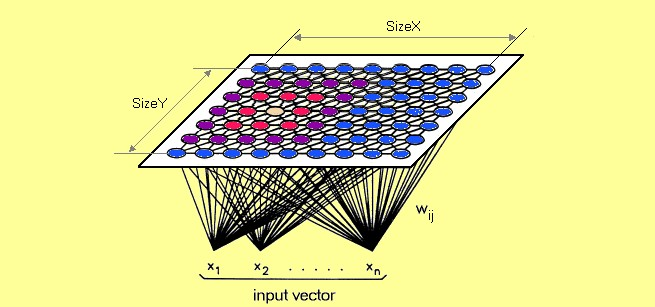 SizeX
SizeY
wij
x1 x2 . . . . . xn
input vector